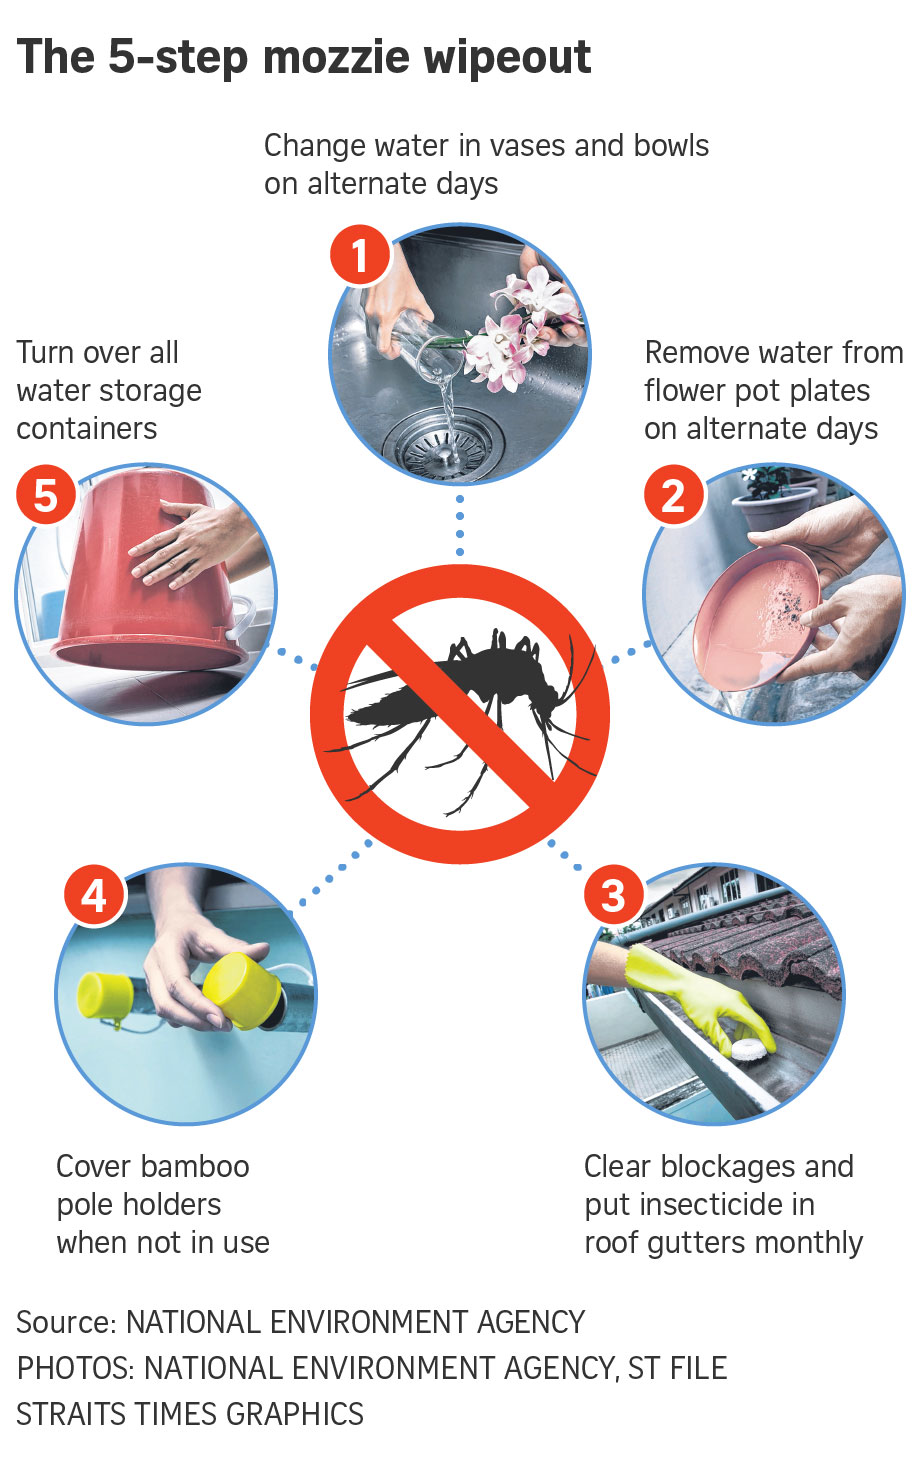 The 5-step mozzie wipeout
Change water in vases and bowls
on alternate days
1
Remove water from
flower pot plates
on alternate days
2
3
Clear blockages and
put insecticide in
roof gutters monthly
4
Cover bamboo
pole holders
when not in use
Turn over all
water storage
containers
5
Source: NATIONAL ENVIRONMENT AGENCY
PHOTOS: NATIONAL ENVIRONMENT AGENCY, ST FILE
STRAITS TIMES GRAPHICS